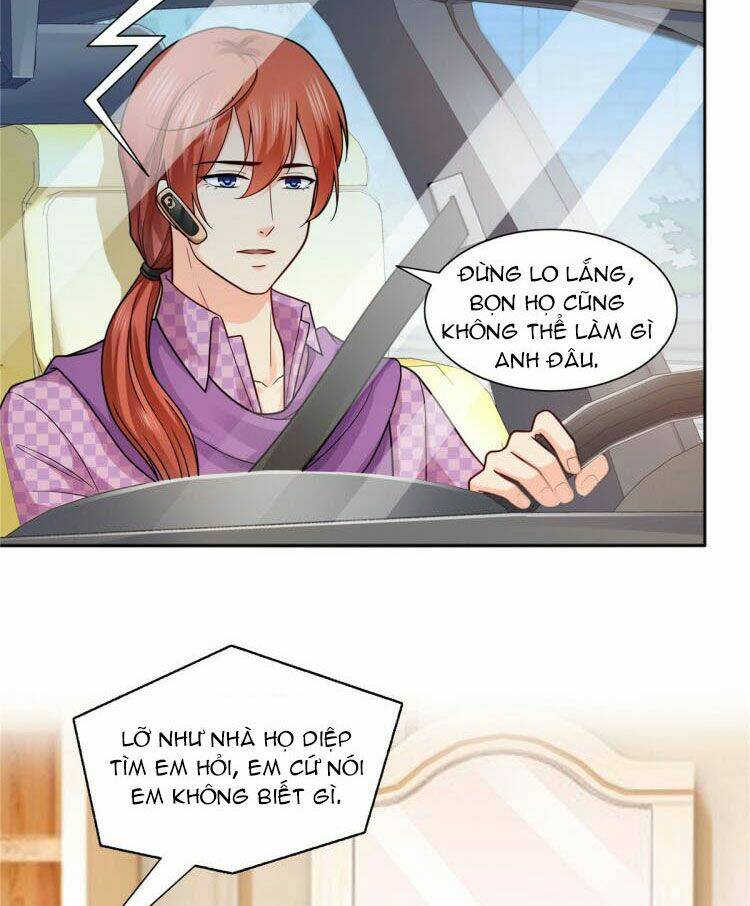 ĐỪNG LO LẮNG,
BỌN HỌ CŨNG
KHÔNG THỂ LÀM GÌ
ANH ĐÂU.
LỠ NHƯ NHÀ HỌ DIỆP
TÌM EM HỎI, EM CỨ NÓI
EM KHÔNG BIẾT GÌ.